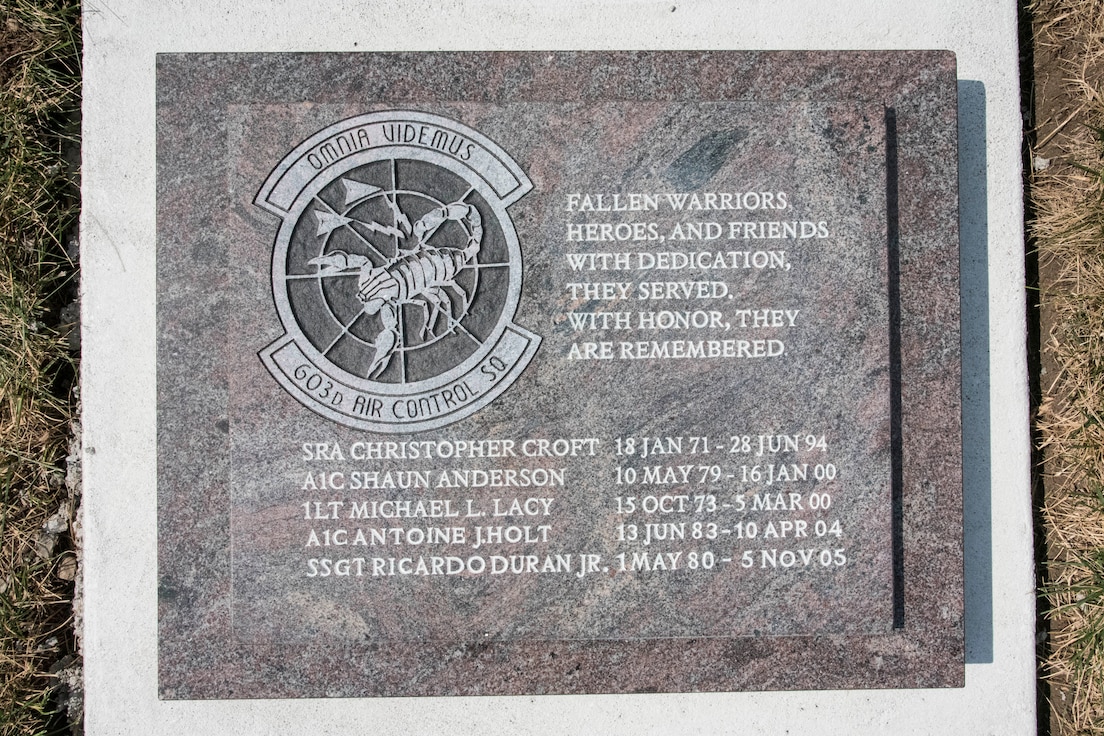 OMNIA VIDEMUS
603D AIR CONTROL SQ
FALLEN WARRIORS,
HEROES, AND FRIENDS
WITH DEDICATION,
THEY SERVED.
WITH HONOR, THEY
ARE REMEMBERED.
SRA CHRISTOPHER CROFT 18 JAN 71 - 28 JUN 94
A1C SHAUN ANDERSON 10 MAY 79 - 16 JAN 00
1LT MICHAEL L. LACY 15 OCT 73 - 5 MAR 00
A1C ANTOINE J.HOLT 13 JUN 83 - 10 APR 04
SSGT RICARDO DURAN JR. 1 MAY 80 - 5 NOV 05